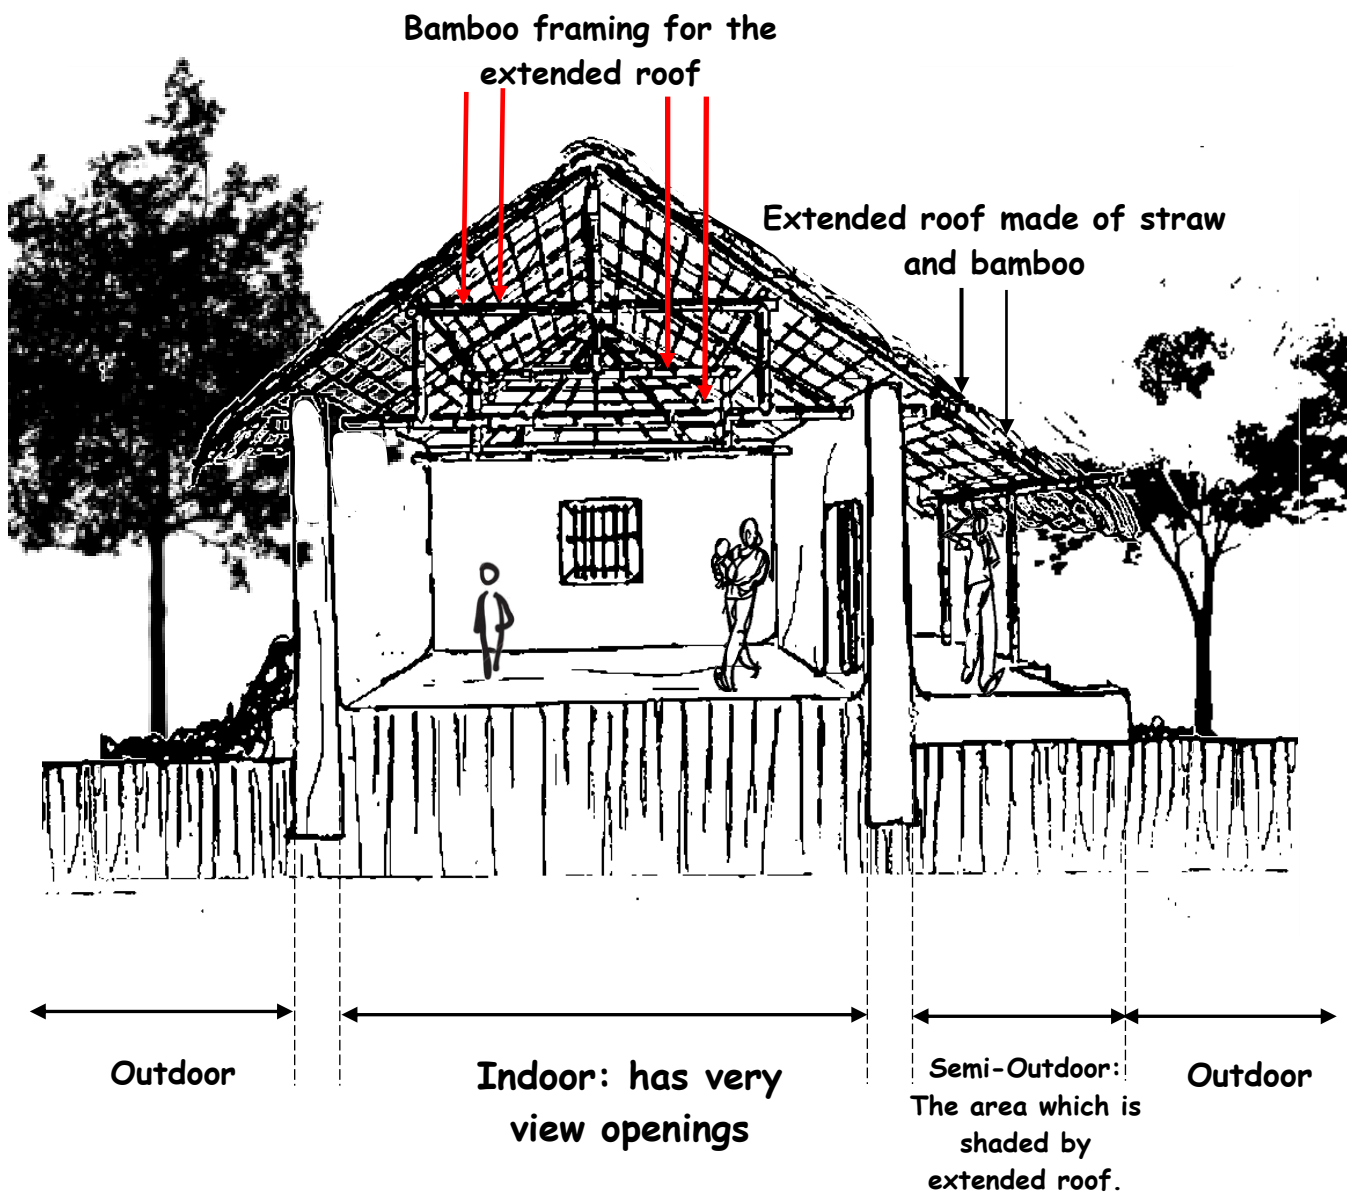 Bamboo framing for the
extended roof
Extended roof made of straw
and bamboo
Outdoor
Indoor: has very
view openings
Semi-Outdoor:
The area which is
shaded by
extended roof.
Outdoor